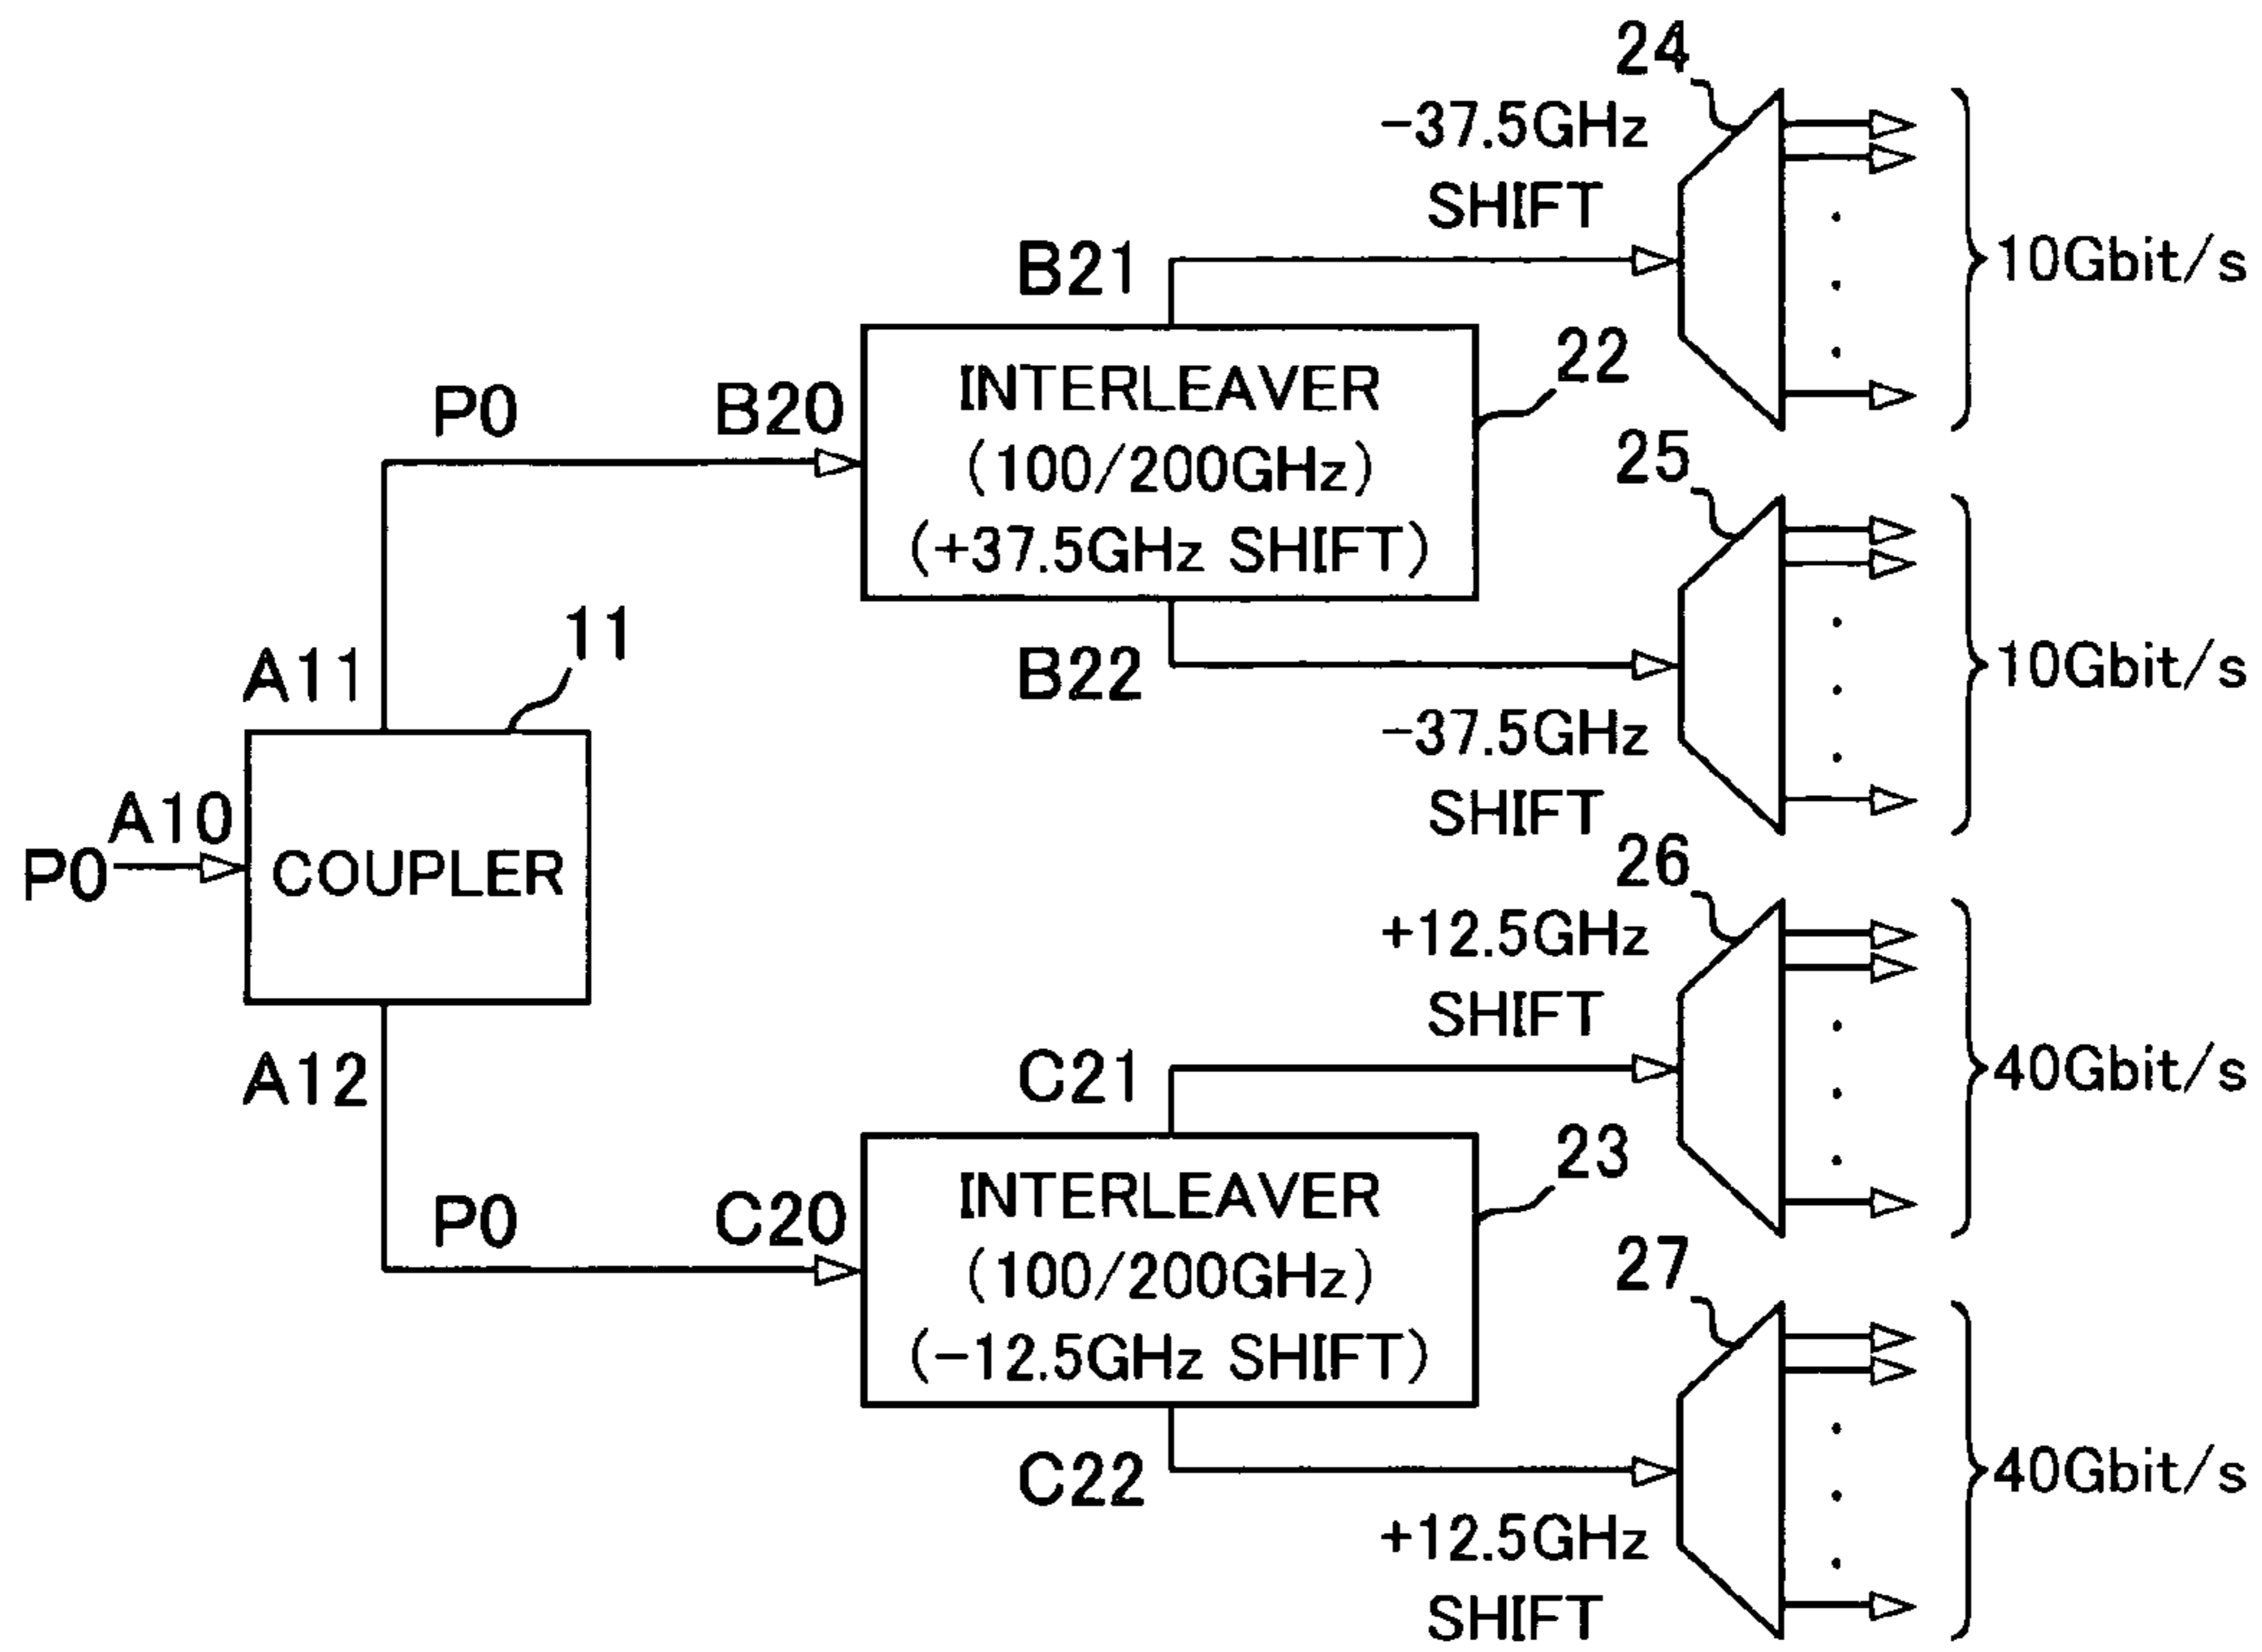 24
-37.5GHz
SHIFT
B21
10Gbit/s
22
INTERLEAVER
(100/200GHz)
(+37.5GHz SHIFT)
P0
B20
25
11
A11
B22
10Gbit/s
-37.5GHz
SHIFT
A10
P0
COUPLER
26
+12.5GHz
SHIFT
A12
C21
40Gbit/s
23
INTERLEAVER
(100/200GHz)
(-12.5GHz SHIFT)
P0
C20
27
C22
40Gbit/s
+12.5GHz
SHIFT